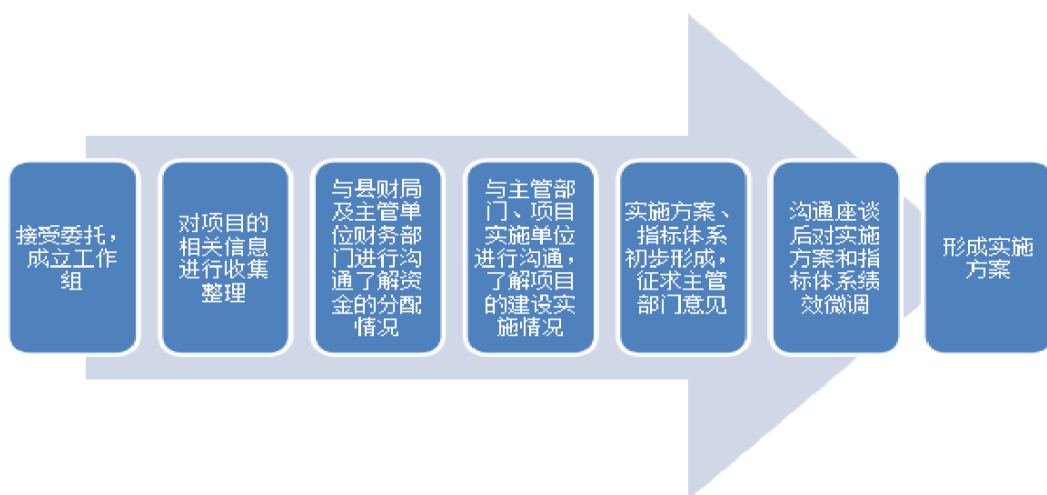 接受委托，
成立工作
组
对项目的
相关信息
进行收集
整理
与县财局
及主管单
位财务部
门进行沟
通了解资
金的分配
情况
与主管部
门、项目
实施单位
进行沟通，
了解项目
的建设实
施情况
实施方案、
指标体系
初步形成，
征求主管
部门意见
沟通座谈
后对实施
方案和指
标体系绩
效微调
形成实施
方案